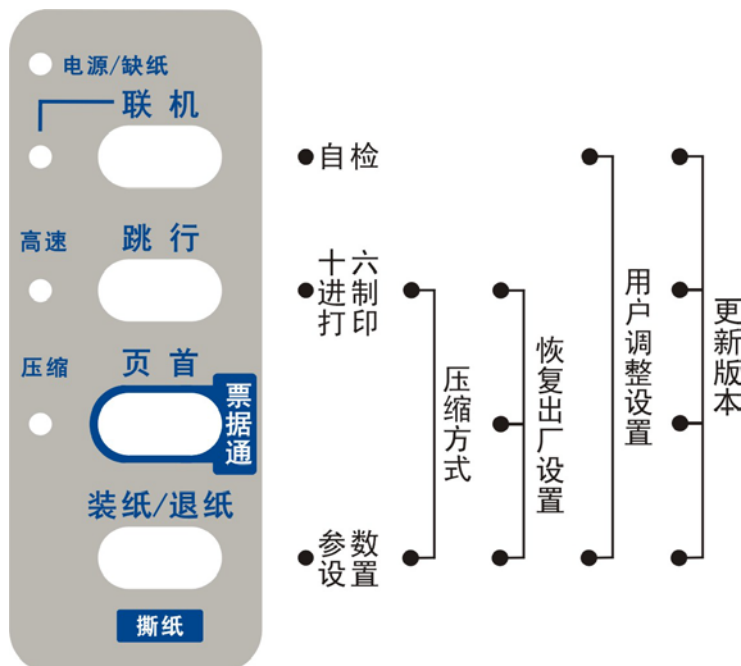 电源/缺纸
联机
高速
跳行
压缩
页首
票据通
装纸/退纸
撕纸
自检
十六
进制
打印
参数
设置
压缩方式
恢复出厂设置
用户调整设置
更新版本